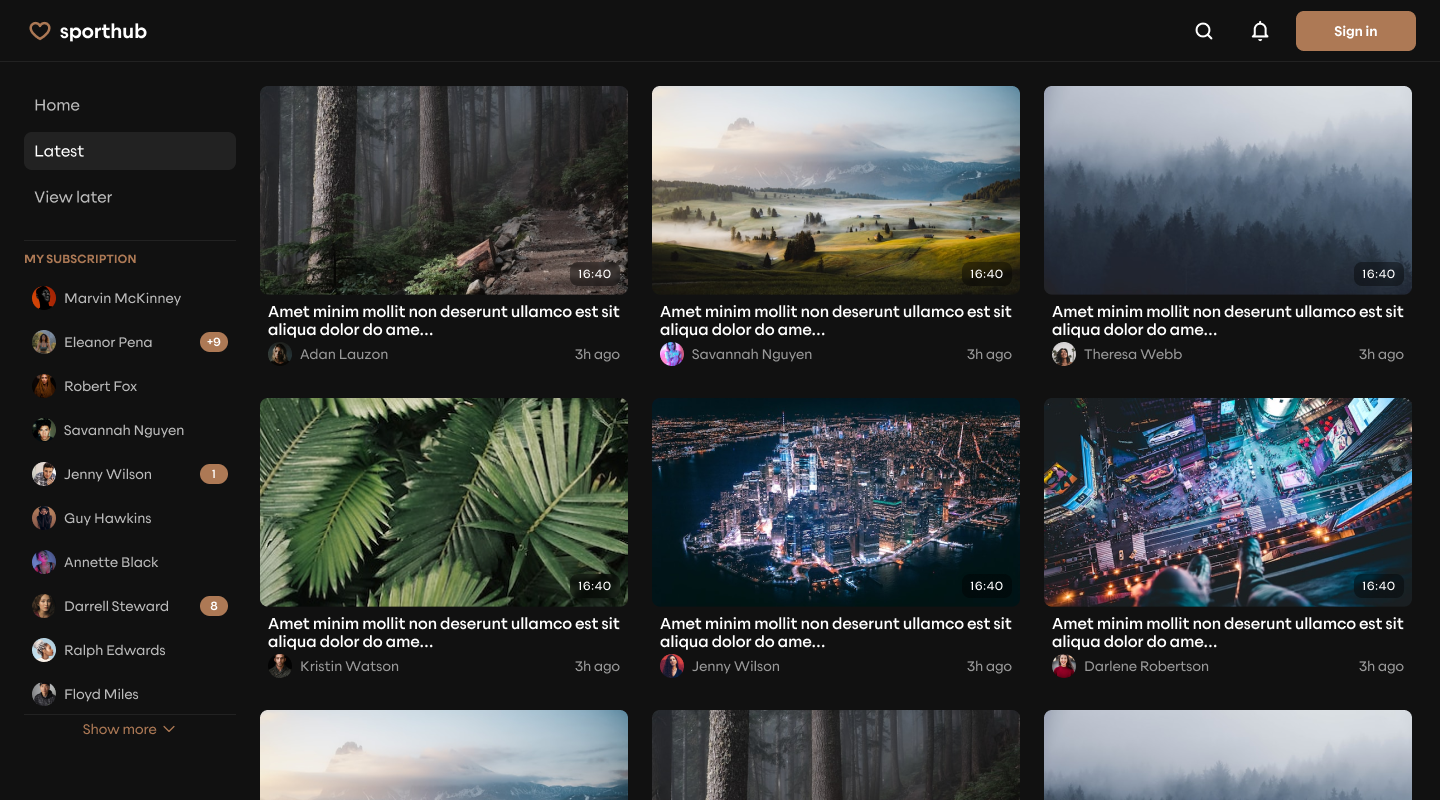 sporthub
Sign in
Home
Latest
View later
MY SUBSCRIPTION
Marvin McKinney
Eleanor Pena
+9
Robert Fox
Savannah Nguyen
Jenny Wilson
1
Guy Hawkins
Annette Black
Darrell Steward
8
Ralph Edwards
Floyd Miles
Show more
16:40
Amet minim mollit non deserunt ullamco est sit
aliqua dolor do ame...
Adan Lauzon
3h ago
16:40
Amet minim mollit non deserunt ullamco est sit
aliqua dolor do ame...
Savannah Nguyen
3h ago
16:40
Amet minim mollit non deserunt ullamco est sit
aliqua dolor do ame...
Theresa Webb
3h ago
16:40
Amet minim mollit non deserunt ullamco est sit
aliqua dolor do ame...
Kristin Watson
3h ago
16:40
Amet minim mollit non deserunt ullamco est sit
aliqua dolor do ame...
Jenny Wilson
3h ago
16:40
Amet minim mollit non deserunt ullamco est sit
aliqua dolor do ame...
Darlene Robertson
3h ago